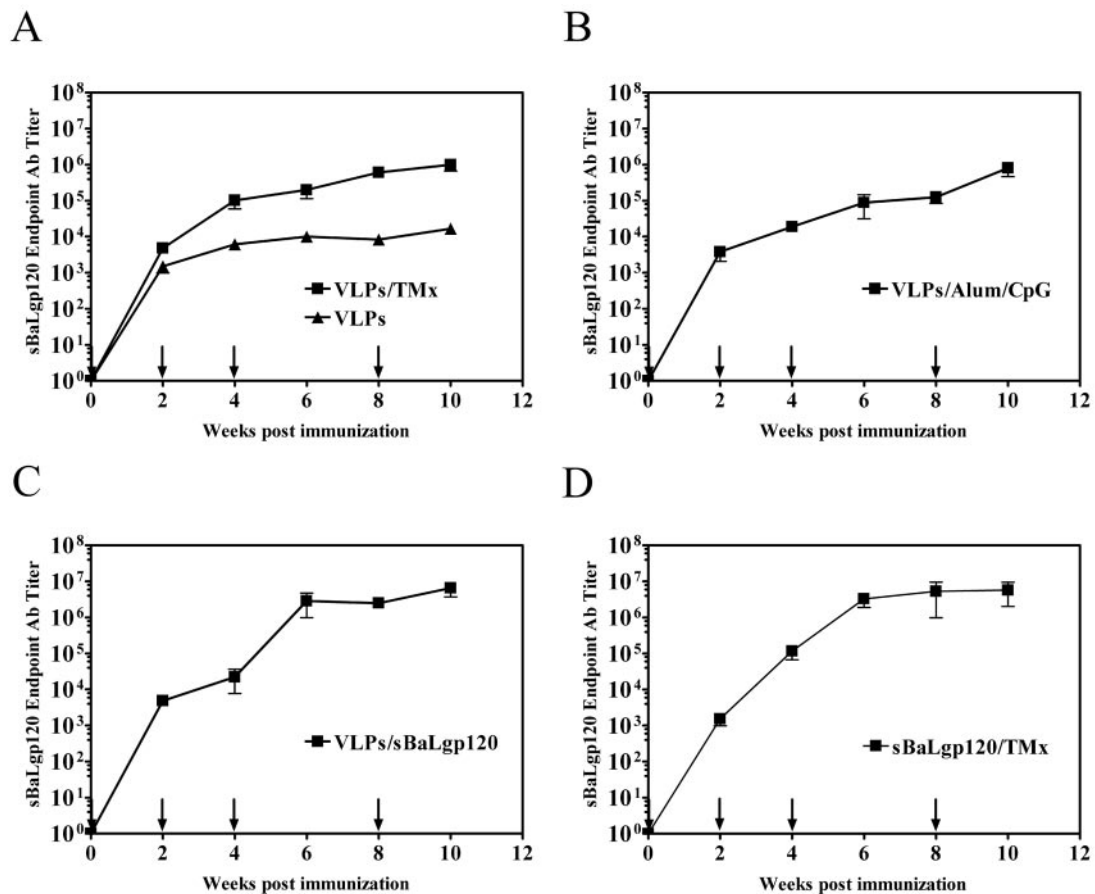 A
sBaLgp120 Endpoint Ab Titer
10^8
10^7
10^6
10^5
10^4
10^3
10^2
10^1
10^0
VLPs/TMx
VLPs
0 2 4 6 8 10 12
Weeks post immunization
B
sBaLgp120 Endpoint Ab Titer
10^8
10^7
10^6
10^5
10^4
10^3
10^2
10^1
10^0
VLPs/Alum/CpG
0 2 4 6 8 10 12
Weeks post immunization
C
sBaLgp120 Endpoint Ab Titer
10^8
10^7
10^6
10^5
10^4
10^3
10^2
10^1
10^0
VLPs/sBaLgp120
0 2 4 6 8 10 12
Weeks post immunization
D
sBaLgp120 Endpoint Ab Titer
10^8
10^7
10^6
10^5
10^4
10^3
10^2
10^1
10^0
sBaLgp120/TMx
0 2 4 6 8 10 12
Weeks post immunization